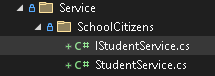 Service
SchoolCitizens
+ C# IStudentService.cs
+ C# StudentService.cs